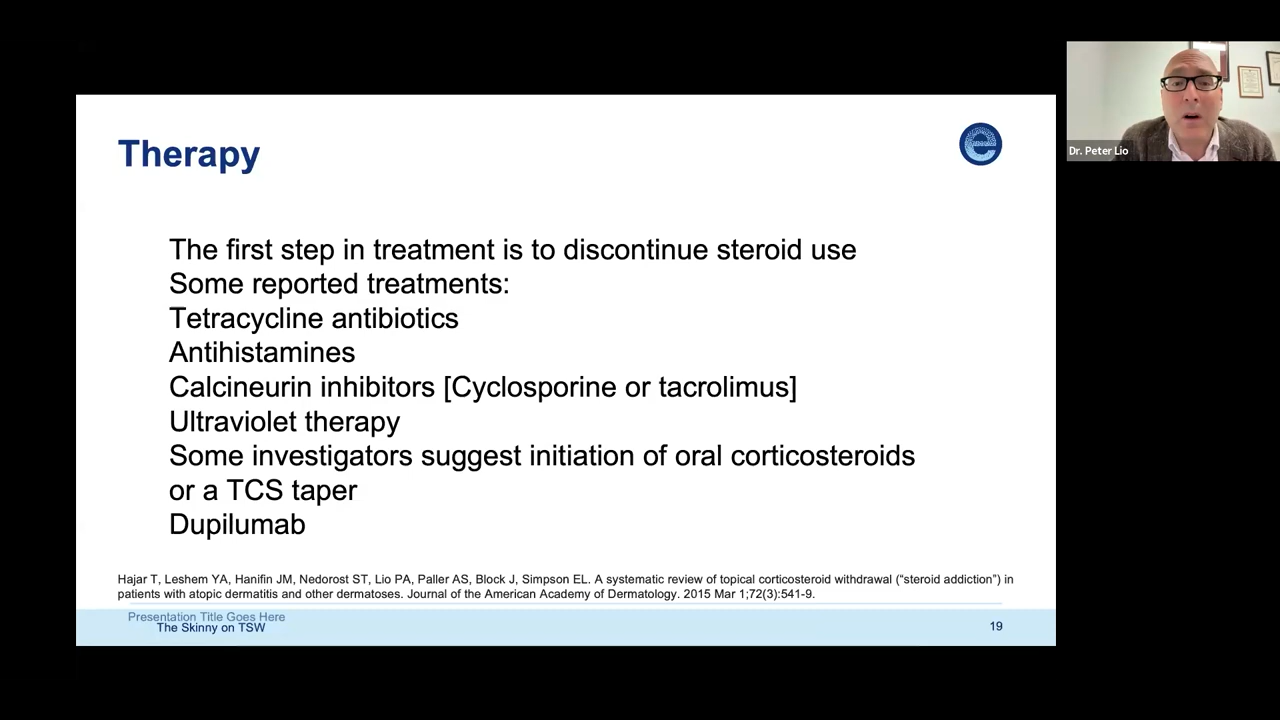 Therapy
The first step in treatment is to discontinue steroid use
Some reported treatments:
Tetracycline antibiotics
Antihistamines
Calcineurin inhibitors [Cyclosporine or tacrolimus]
Ultraviolet therapy
Some investigators suggest initiation of oral corticosteroids
or a TCS taper
Dupilumab
Hajar T, Leshem YA, Hanifin JM, Nedorost ST, Lio PA, Paller AS, Block J, Simpson EL. A systematic review of topical corticosteroid withdrawal (“steroid addiction”) in
patients with atopic dermatitis and other dermatoses. Journal of the American Academy of Dermatology. 2015 Mar 1;72(3):541-9.
Presentation Title Goes Here
The Skinny on TSW
19
Dr. Peter Lio